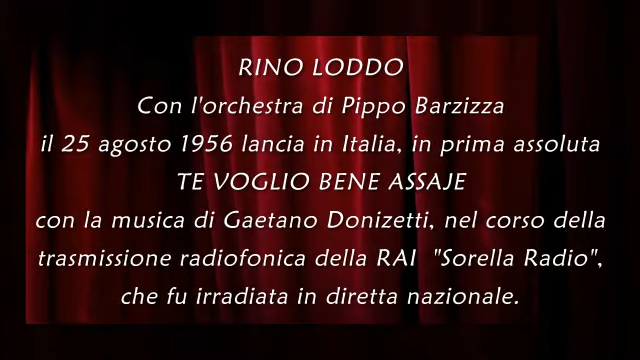 RINO LODDO
Con l'orchestra di Pippo Barzizza
il 25 agosto 1956 lancia in Italia, in prima assoluta
TE VOGLIO BENE ASSAJE
con la musica di Gaetano Donizetti, nel corso della
trasmissione radiofonica della RAI "Sorella Radio",
che fu irradiata in diretta nazionale.